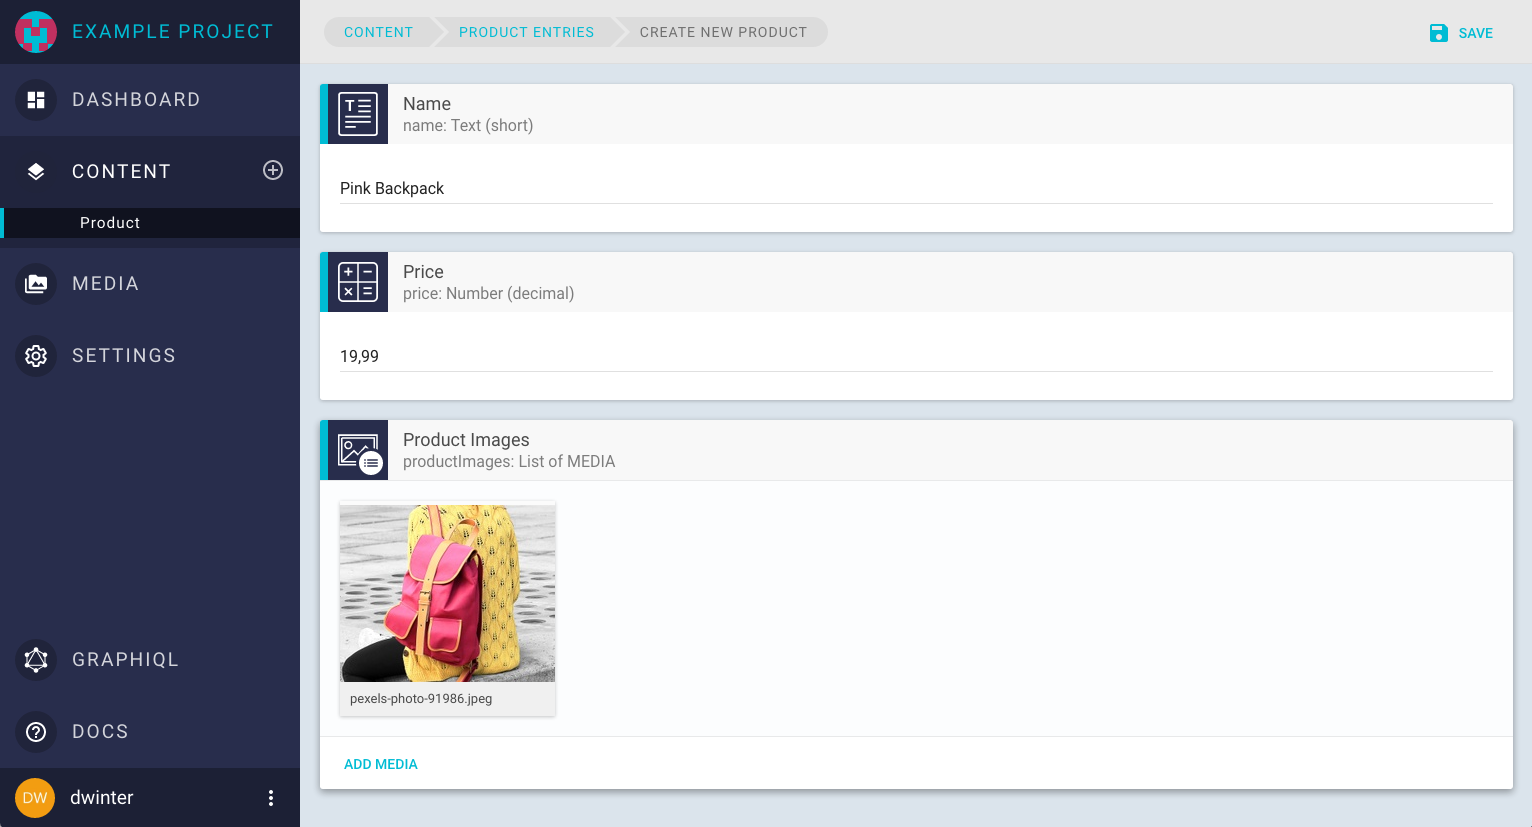 EXAMPLE PROJECT
DASHBOARD
CONTENT
Product
MEDIA
SETTINGS
GRAPHIQL
DOCS
DW
dwinter
CONTENT
PRODUCT ENTRIES
CREATE NEW PRODUCT
SAVE
T
Name
name: Text (short)
Pink Backpack
Price
price: Number (decimal)
19,99
Product Images
productImages: List of MEDIA
pexels-photo-91986.jpeg
ADD MEDIA